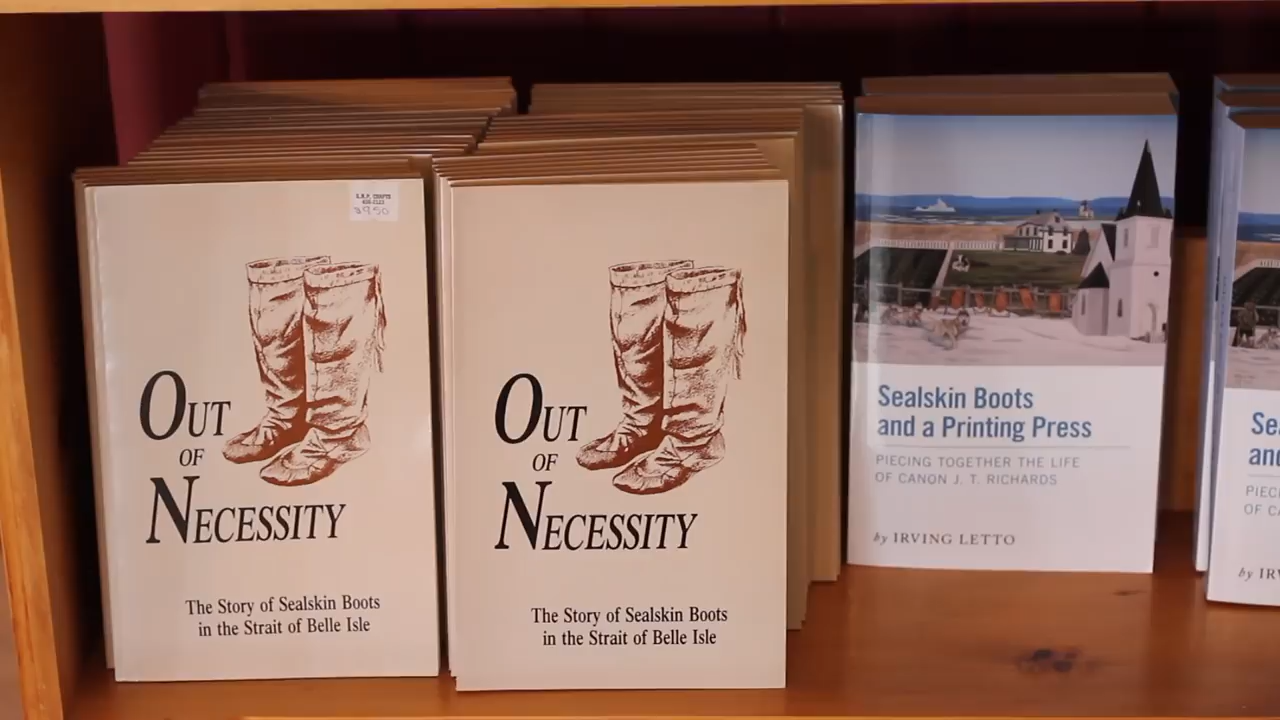 $9.50
OUT
OF
NECESSITY
The Story of Sealskin Boots
in the Strait of Belle Isle
OUT
OF
NECESSITY
The Story of Sealskin Boots
in the Strait of Belle Isle
Sealskin Boots
and a Printing Press
PIECING TOGETHER THE LIFE
OF CANON J. T. RICHARDS
by IRVING LETTO